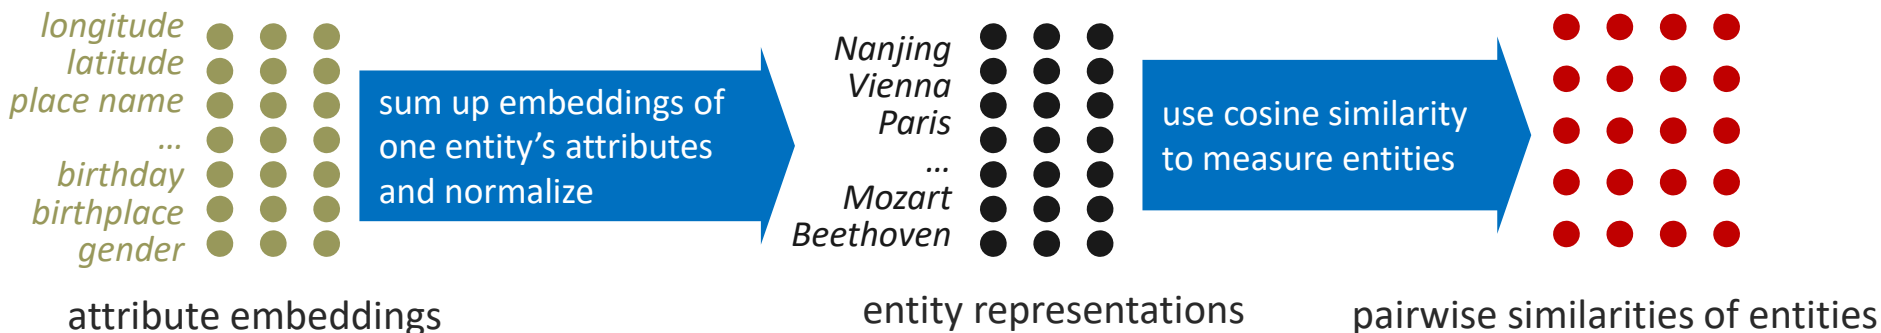 longitude
latitude
place name
...
birthday
birthplace
gender
attribute embeddings
sum up embeddings of
one entity's attributes
and normalize
Nanjing
Vienna
Paris
...
Mozart
Beethoven
entity representations
use cosine similarity
to measure entities
pairwise similarities of entities